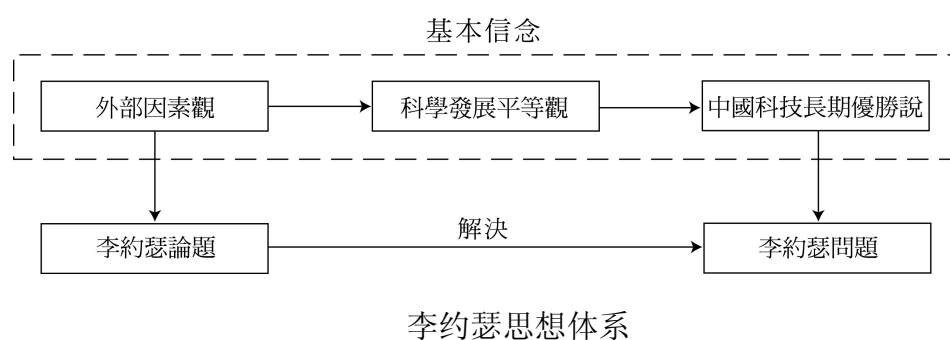 基本信念
外部因素觀
科學發展平等觀
中國科技長期優勝說
李約瑟論題
解決
李約瑟問題
李约瑟思想体系